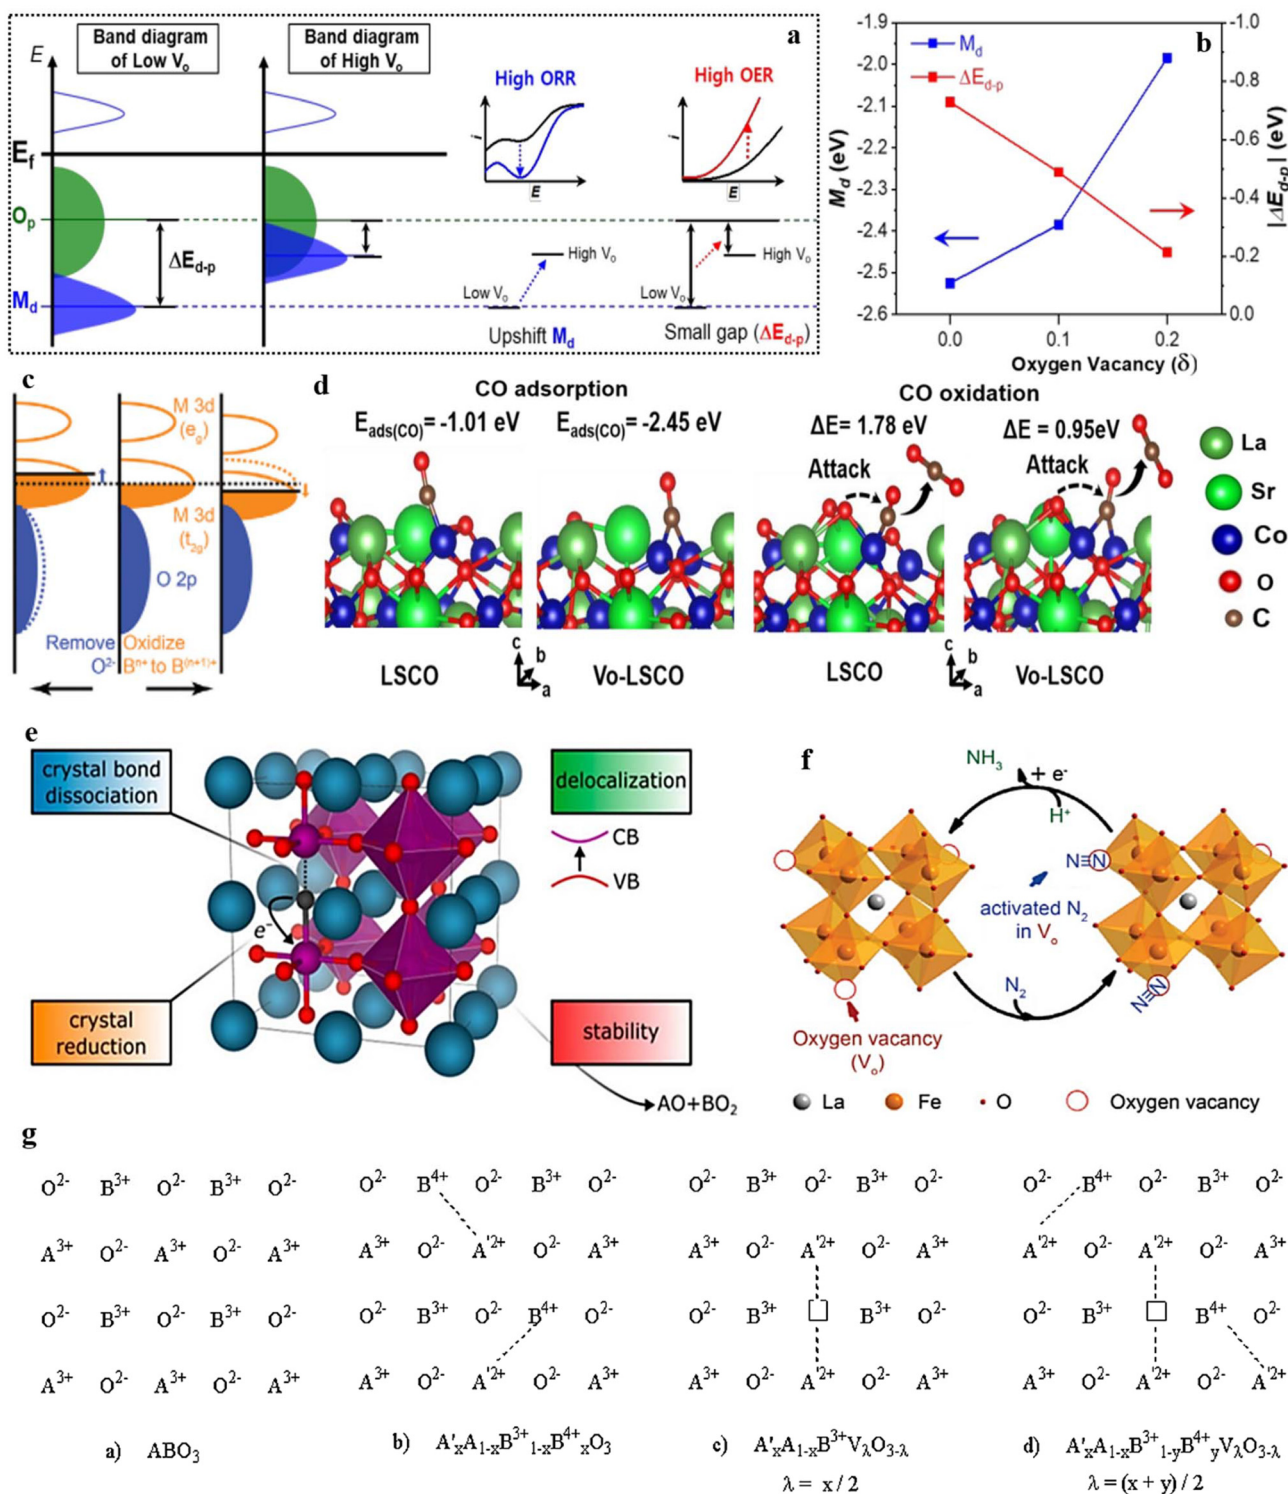 a
Band diagram
of Low Vo
Band diagram
of High Vo
E
Ef
Op
Md
ΔEd-p
High ORR
i
E
High OER
i
E
High Vo
Low Vo
Upshift Md
High Vo
Low Vo
Small gap (ΔEd-p)
b
Md
ΔEd-p
Md (eV)
-1.9
-2.0
-2.1
-2.2
-2.3
-2.4
-2.5
-2.6
0.0 0.1 0.2
Oxygen Vacancy (δ)
-1.0
-0.8
-0.6
-0.4
-0.2
0.0
|ΔEd-p| (eV)
c
M 3d
(eg)
M 3d
(t2g)
O 2p
Remove
O2-
Oxidize
Bn+ to B(n+1)+
d
CO adsorption
Eads(CO)= -1.01 eV
Eads(CO)= -2.45 eV
LSCO
c
b
a
Vo-LSCO
CO oxidation
ΔE= 1.78 eV
Attack
ΔE = 0.95eV
Attack
LSCO
c
b
a
Vo-LSCO
La
Sr
Co
O
C
e
crystal bond
dissociation
delocalization
CB
VB
e-
crystal
reduction
stability
AO+BO2
f
NH3
+ e-
H+
N≡N
activated N2
in Vo
N2
N≡N
Oxygen vacancy
(Vo)
La Fe O Oxygen vacancy
g
O2- B3+ O2- B3+ O2-
A3+ O2- A3+ O2- A3+
O2- B3+ O2- B3+ O2-
A3+ O2- A3+ O2- A3+
a) ABO3
O2- B4+ O2- B3+ O2-
A3+ O2- A'2+ O2- A3+
O2- B3+ O2- B4+ O2-
A3+ O2- A'2+ O2- A3+
b) A'xA1-xB3+1-xB4+xO3
O2- B3+ O2- B3+ O2-
A3+ O2- A'2+ O2- A3+
O2- B3+ B3+ O2-
A3+ O2- A'2+ O2- A3+
c) A'xA1-xB3+VλO3-λ
λ = x / 2
O2- B4+ O2- B3+ O2-
A'2+ O2- A'2+ O2- A3+
O2- B3+ B4+ O2-
A3+ O2- A'2+ O2- A'2+
d) A'xA1-xB3+1-yB4+yVλO3-λ
λ = (x + y) / 2